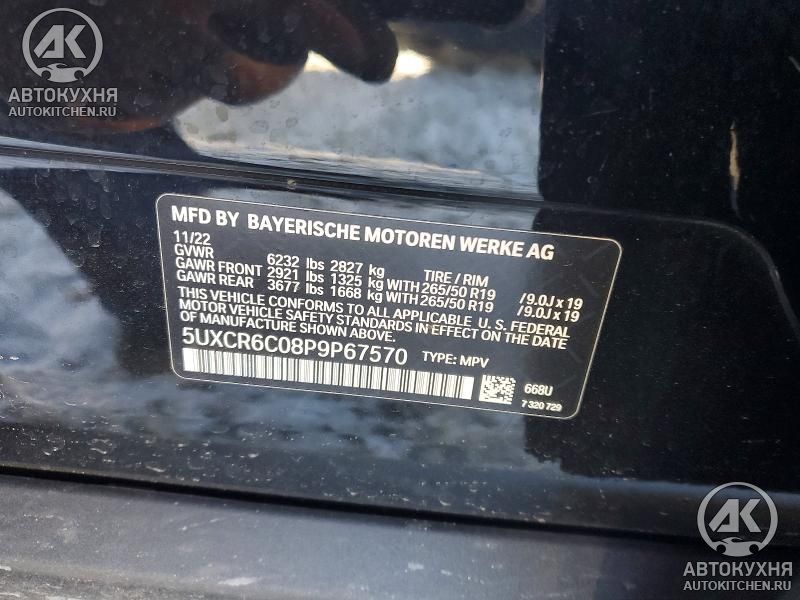 АК
АВТОКУХНЯ
AUTOKITCHEN.RU
MFD BY BAYERISCHE MOTOREN WERKE AG
11/22
GVWR 6232 lbs 2827 kg TIRE / RIM
GAWR FRONT 2921 lbs 1325 kg WITH 265/50 R19 /9.0J x 19
GAWR REAR 3677 lbs 1668 kg WITH 265/50 R19 /9.0J x 19
THIS VEHICLE CONFORMS TO ALL APPLICABLE U. S. FEDERAL
MOTOR VEHICLE SAFETY STANDARDS IN EFFECT ON THE DATE
OF MANUFACTURE SHOWN ABOVE.
5UXCR6C08P9P67570 TYPE: MPV
668U
7 320 729
АК
АВТОКУХНЯ
AUTOKITCHEN.RU